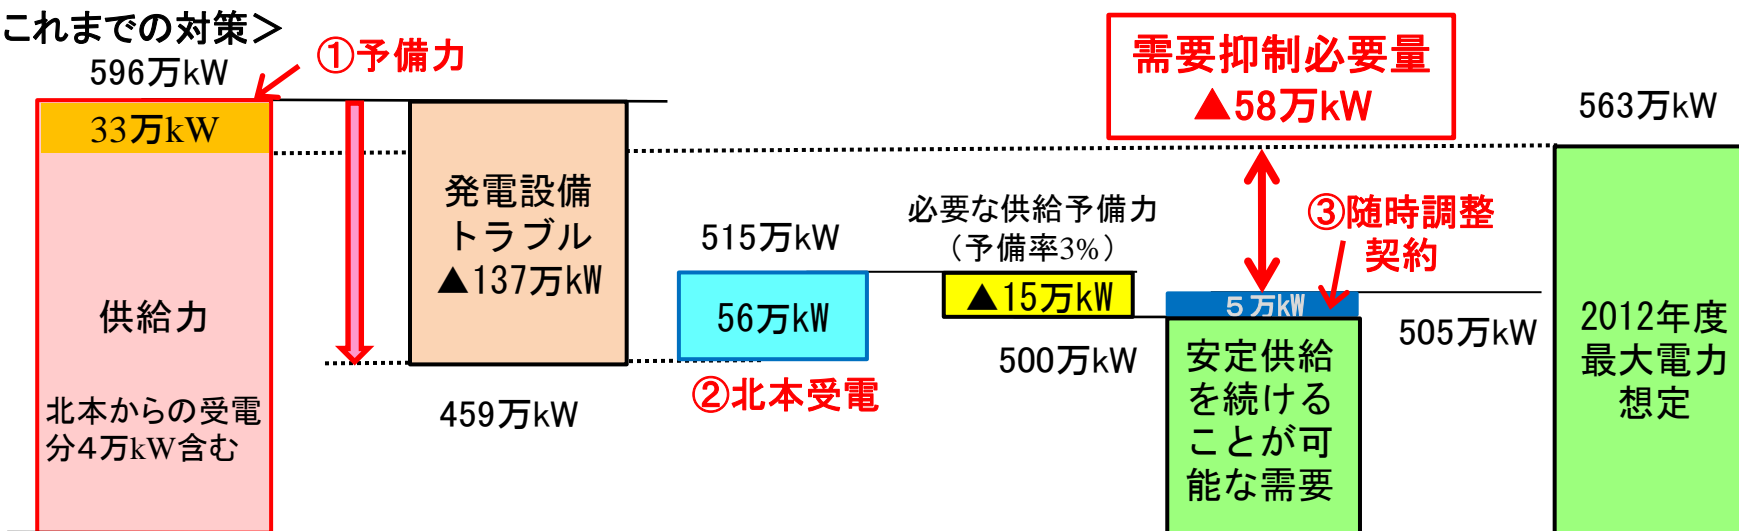 これまでの対策＞
596万kW
①予備力
33万kW
供給力
北本からの受電
分４万kW含む
発電設備
トラブル
▲137万kW
459万kW
515万kW
56万kW
②北本受電
必要な供給予備力
（予備率3%）
▲15万kW
500万kW
需要抑制必要量
▲58万kW
③随時調整
契約
５万kW
505万kW
安定供給
を続ける
ことが可
能な需要
563万kW
2012年度
最大電力
想定